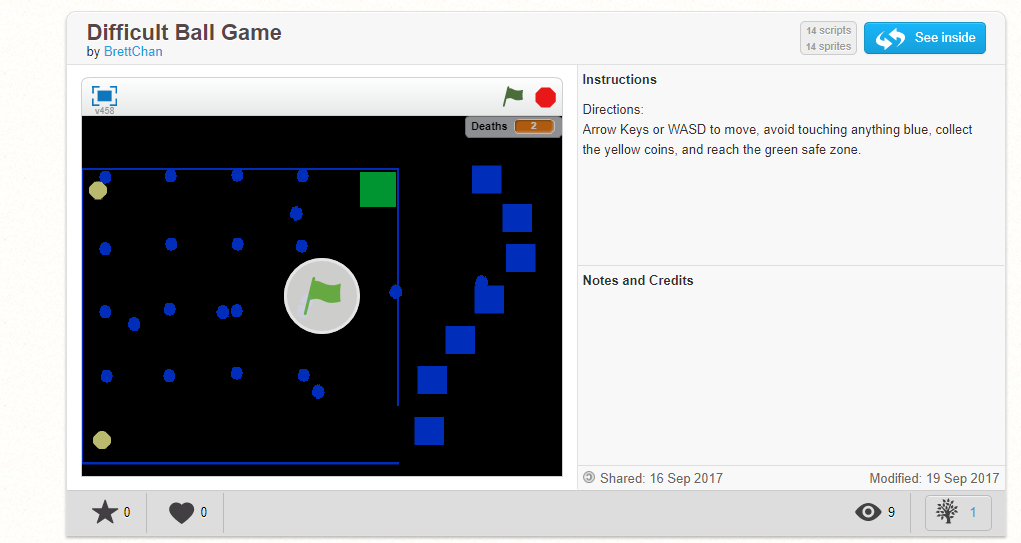 Difficult Ball Game
by BrettChan
14 scripts
14 sprites
See inside
v458
Deaths 2
Instructions
Directions:
Arrow Keys or WASD to move, avoid touching anything blue, collect
the yellow coins, and reach the green safe zone.
Notes and Credits
Shared: 16 Sep 2017
Modified: 19 Sep 2017
0
0
9
1